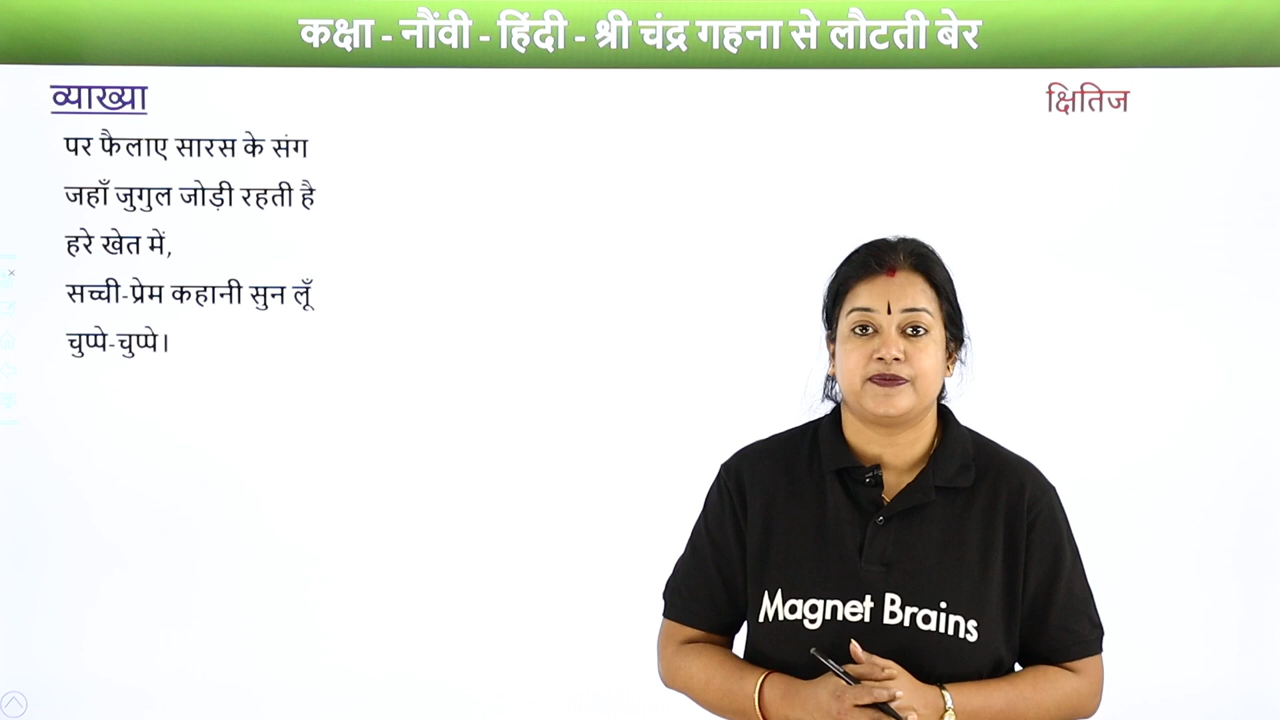 कक्षा - नौंवी - हिंदी - श्री चंद्र गहना से लौटती बेर
व्याख्या
क्षितिज
पर फैलाए सारस के संग
जहाँ जुगुल जोड़ी रहती है
हरे खेत में,
सच्ची-प्रेम कहानी सुन लूँ
चुप्पे-चुप्पे।
Magnet Brains